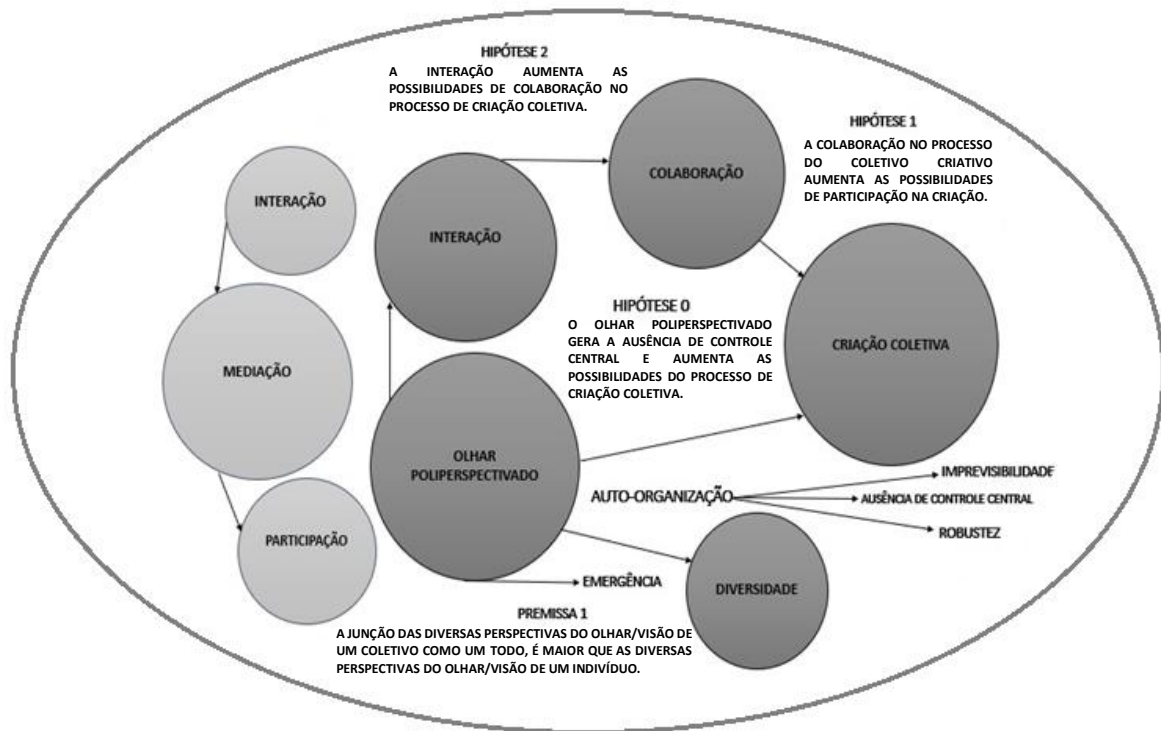 HIPÓTESE 2
A INTERAÇÃO AUMENTA AS
POSSIBILIDADES DE COLABORAÇÃO NO
PROCESSO DE CRIAÇÃO COLETIVA.
HIPÓTESE 1
A COLABORAÇÃO NO PROCESSO
DO COLETIVO CRIATIVO
AUMENTA AS POSSIBILIDADES
DE PARTICIPAÇÃO NA CRIAÇÃO.
COLABORAÇÃO
INTERAÇÃO
INTERAÇÃO
HIPÓTESE 0
O OLHAR POLIPERSPECTIVADO
GERA A AUSÊNCIA DE CONTROLE
CENTRAL E AUMENTA AS
POSSIBILIDADES DO PROCESSO DE
CRIAÇÃO COLETIVA.
CRIAÇÃO COLETIVA
MEDIAÇÃO
OLHAR
POLIPERSPECTIVADO
IMPREVISIBILIDADE
AUTO-ORGANIZAÇÃO
AUSÊNCIA DE CONTROLE CENTRAL
ROBUSTEZ
PARTICIPAÇÃO
EMERGÊNCIA
DIVERSIDADE
PREMISSA 1
A JUNÇÃO DAS DIVERSAS PERSPECTIVAS DO OLHAR/VISÃO DE
UM COLETIVO COMO UM TODO, É MAIOR QUE AS DIVERSAS
PERSPECTIVAS DO OLHAR/VISÃO DE UM INDIVÍDUO.